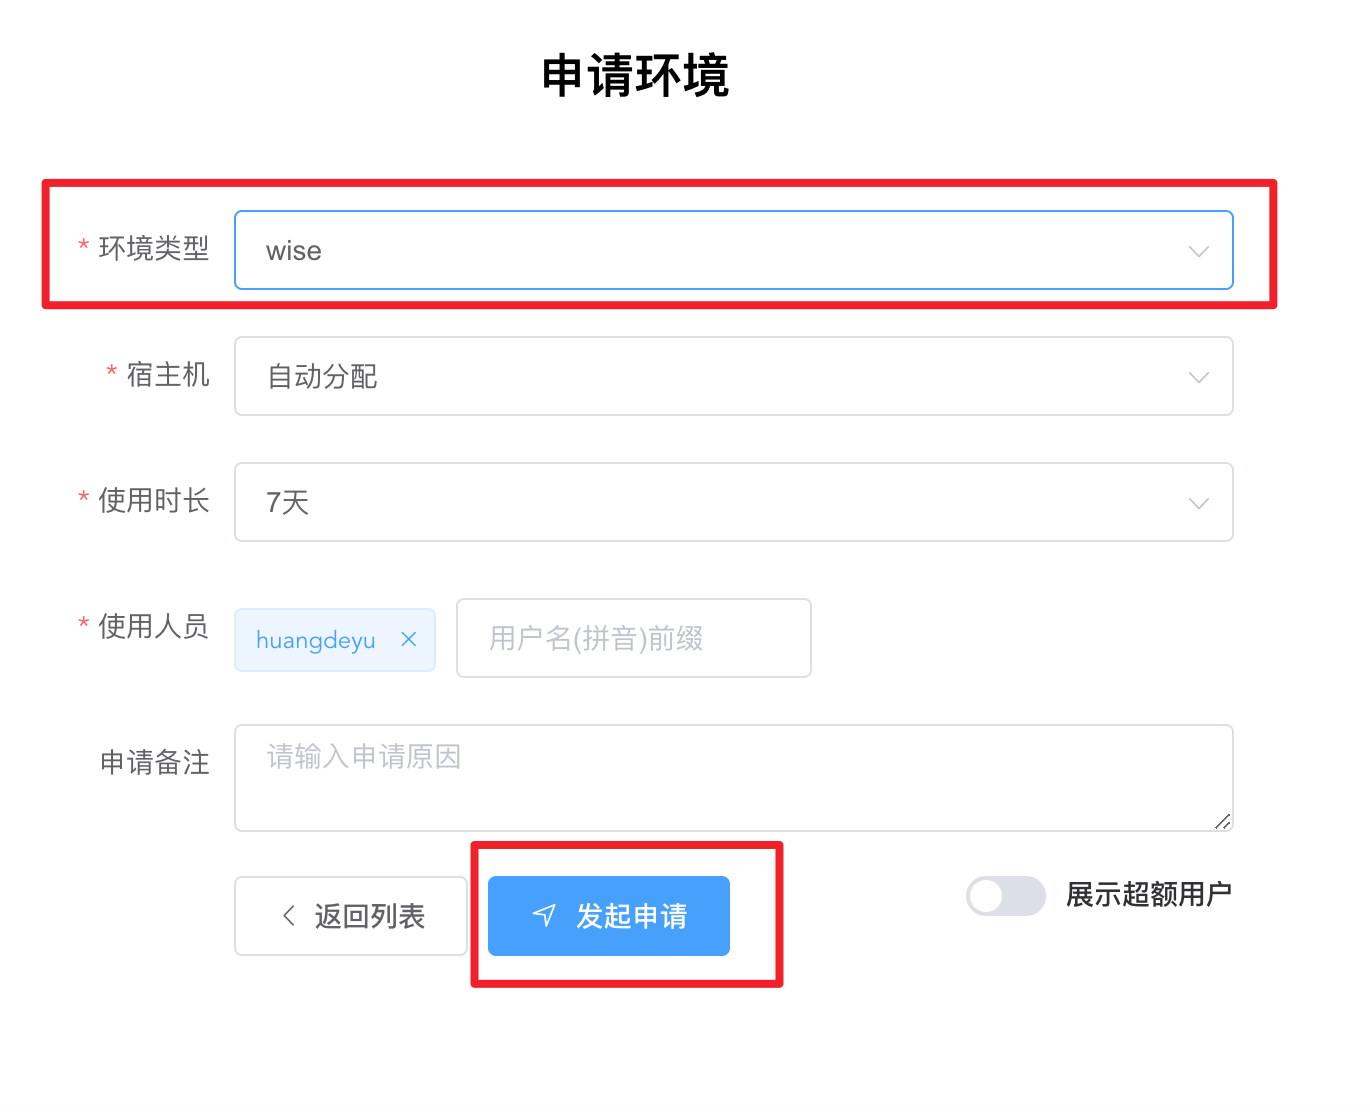 申请环境
* 环境类型 wise
* 宿主机 自动分配
* 使用时长 7天
* 使用人员 huangdeyu 用户名(拼音)前缀
申请备注 请输入申请原因
返回列表 发起申请 展示超额用户